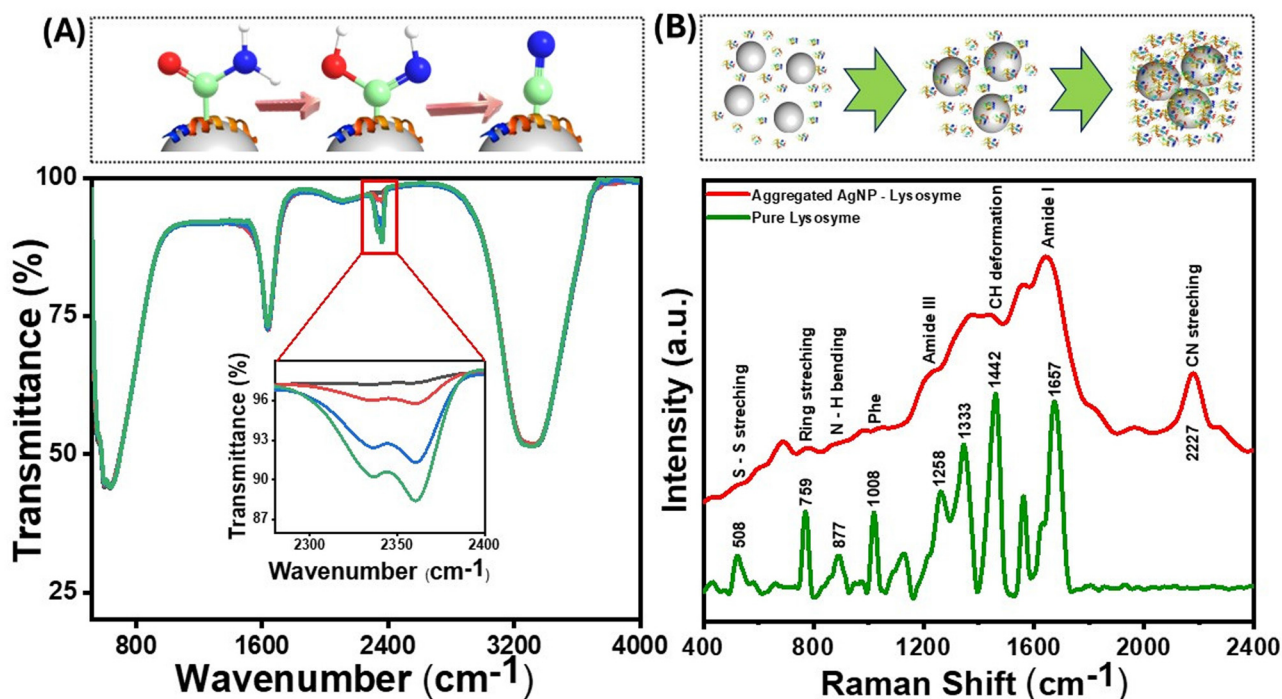 (A)
100
75
50
25
Transmittance (%)
800
1600
2400
3200
4000
Wavenumber (cm-1)
96
93
90
87
Transmittance (%)
2300
2350
2400
Wavenumber (cm-1)
(B)
Aggregated AgNP - Lysosyme
Pure Lysosyme
Intensity (a.u.)
S - S streching
Ring streching
N - H bending
Phe
Amide III
CH deformation
Amide I
CN streching
2227
508
759
877
1008
1258
1333
1442
1657
400
800
1200
1600
2000
2400
Raman Shift (cm-1)